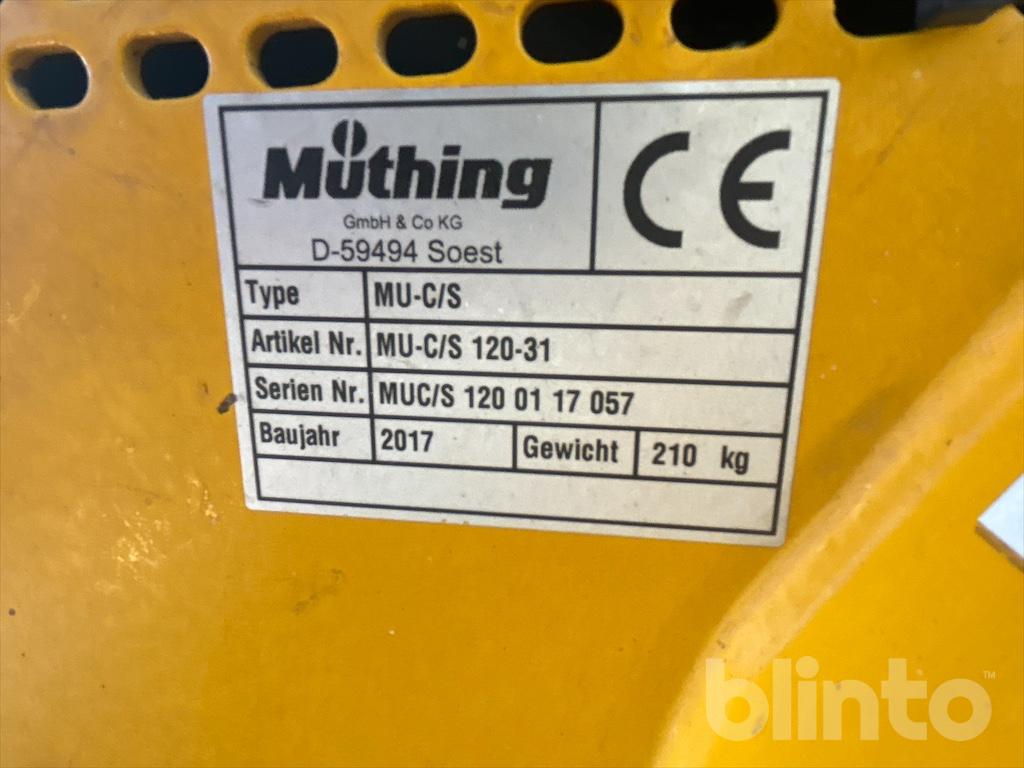 Müthing
GmbH & Co KG
D-59494 Soest
CE
Type MU-C/S
Artikel Nr. MU-C/S 120-31
Serien Nr. MUC/S 120 01 17 057
Baujahr 2017 Gewicht 210 kg
blinto™